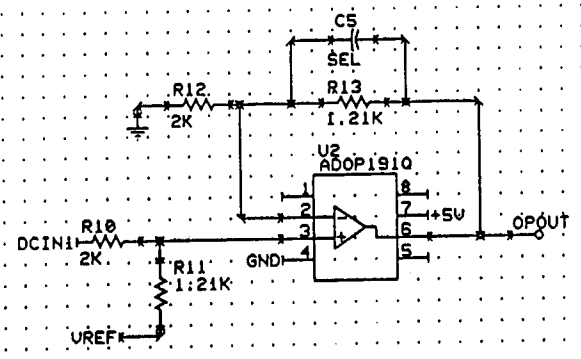 C5
SEL
R12
2K
R13
1.21K
U2
ADOP191Q
1
8
2
7
+5V
3
6
OPOUT
4
5
DCIN1
R10
2K
GND
R11
1.21K
VREF